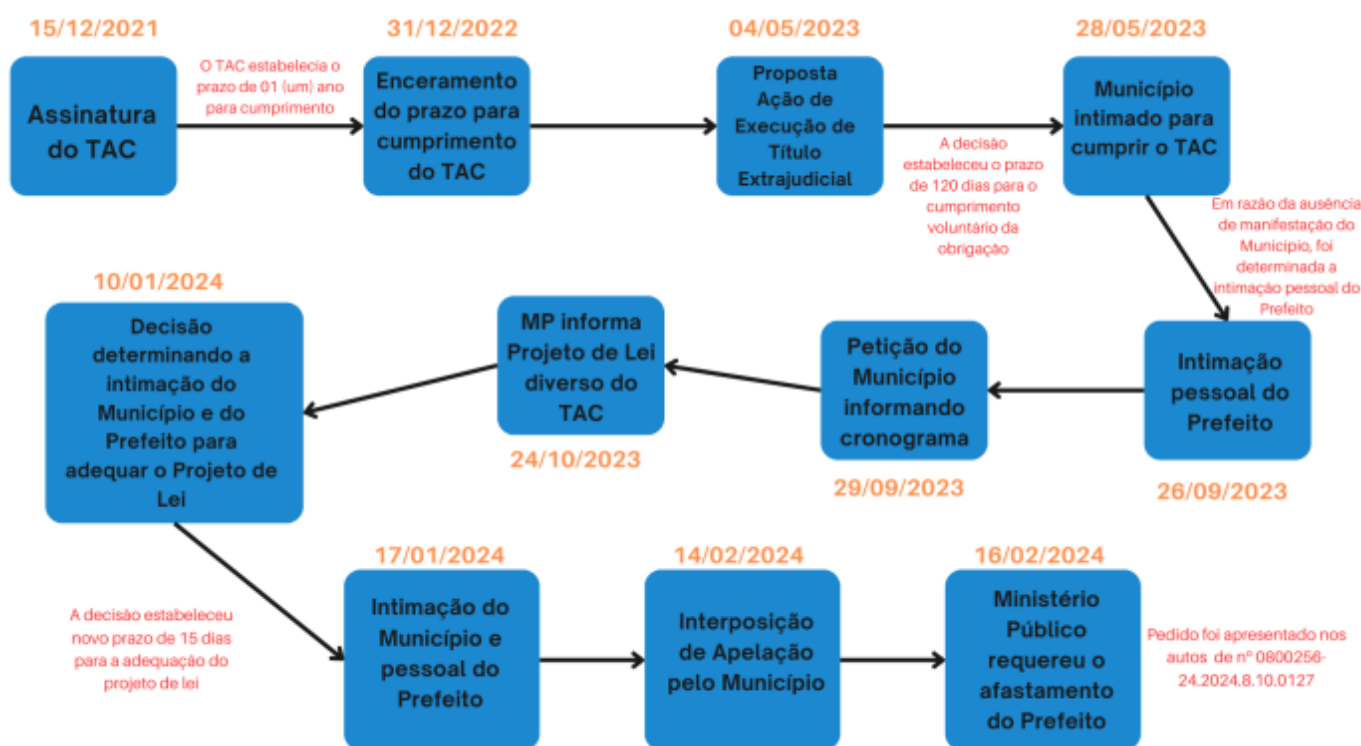 15/12/2021
Assinatura
do TAC
O TAC estabelecia o
prazo de 01 (um) ano
para cumprimento
31/12/2022
Enceramento
do prazo para
cumprimento
do TAC
04/05/2023
Proposta
Ação de
Execução de
Título
Extrajudicial
A decisão
estabeleceu o prazo
de 120 dias para o
cumprimento
voluntário da
obrigação
28/05/2023
Município
intimado para
cumprir o TAC
Em razão da ausência
de manifestação do
Município, foi
determinada a
intimação pessoal do
Prefeito
Intimação
pessoal do
Prefeito
26/09/2023
Petição do
Município
informando
cronograma
29/09/2023
MP informa
Projeto de Lei
diverso do
TAC
24/10/2023
10/01/2024
Decisão
determinando a
intimação do
Município e do
Prefeito para
adequar o Projeto de
Lei
A decisão estabeleceu
novo prazo de 15 dias
para a adequação do
projeto de lei
17/01/2024
Intimação do
Município e
pessoal do
Prefeito
14/02/2024
Interposição
de Apelação
pelo Município
16/02/2024
Ministério
Público
requereu o
afastamento
do Prefeito
Pedido foi apresentado nos
autos de nº 0800256-
24.2024.8.10.0127